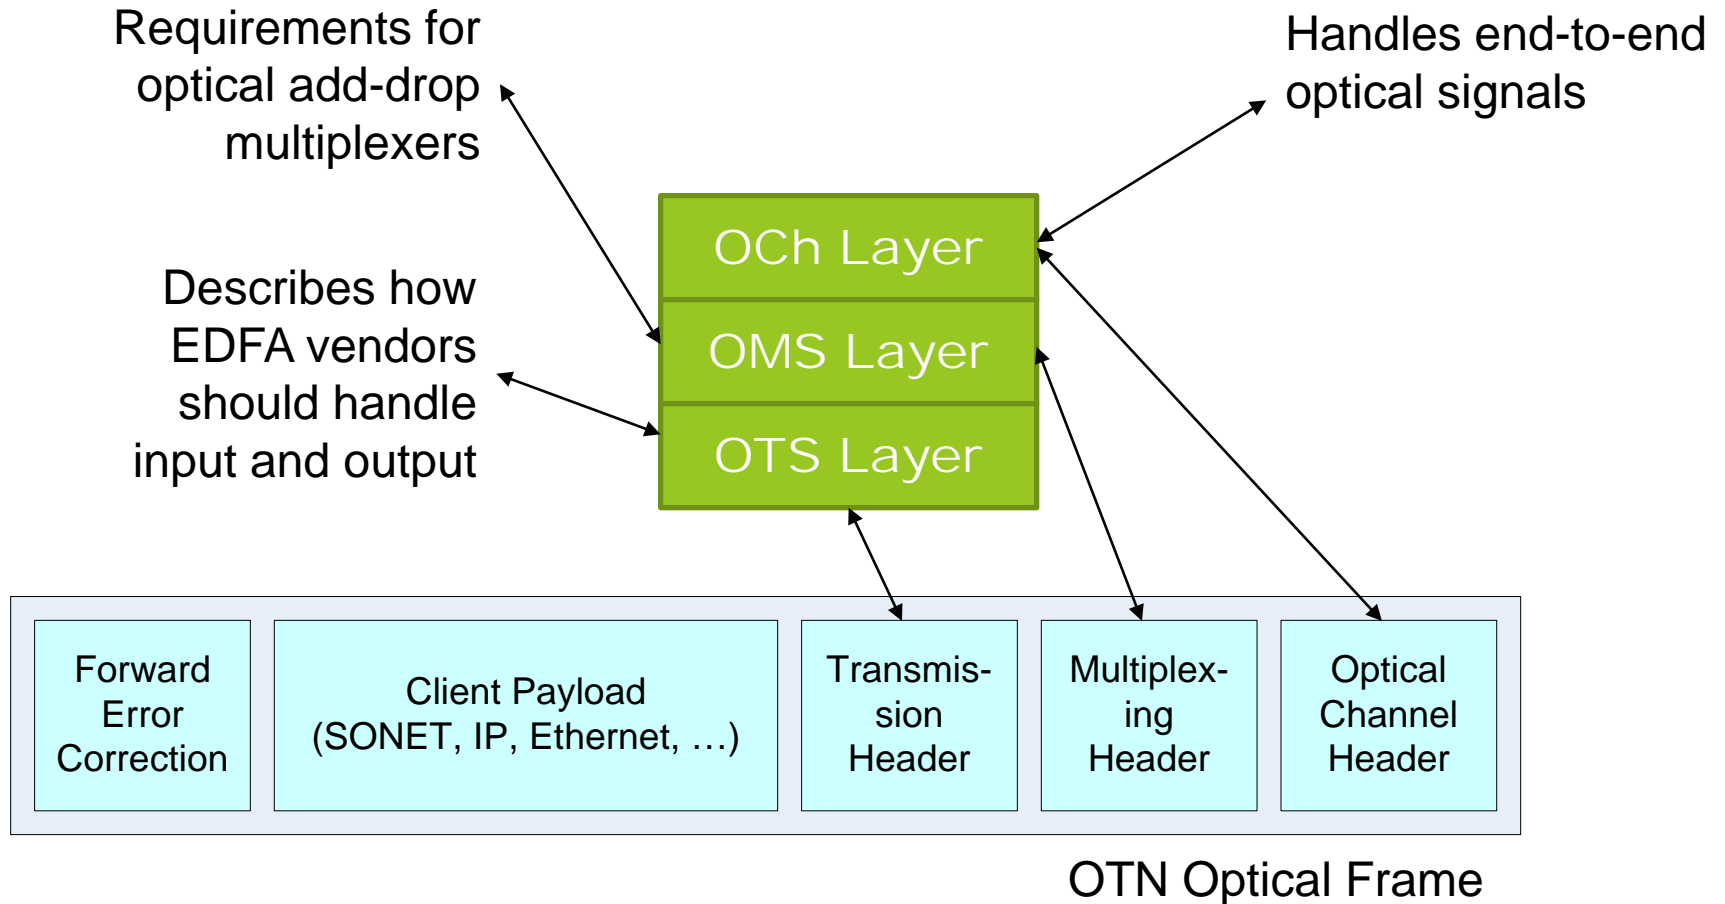 Requirements for
optical add-drop
multiplexers
Handles end-to-end
optical signals
Describes how
EDFA vendors
should handle
input and output
OCh Layer
OMS Layer
OTS Layer
Forward
Error
Correction
Client Payload
(SONET, IP, Ethernet, …)
Transmis-
sion
Header
Multiplex-
ing
Header
Optical
Channel
Header
OTN Optical Frame